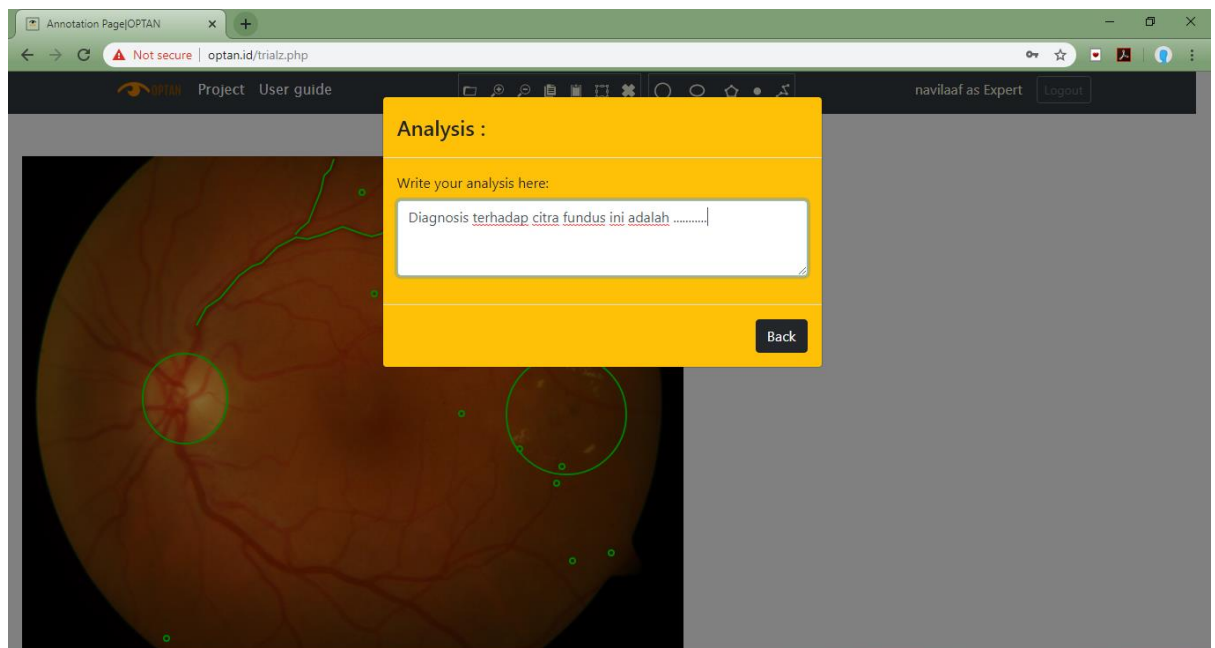 Annotation Page|OPTAN
Not secure | optan.id/trialz.php
OPTAN Project User guide navilaaf as Expert Logout
Analysis :
Write your analysis here:
Diagnosis terhadap citra fundus ini adalah ...........
Back